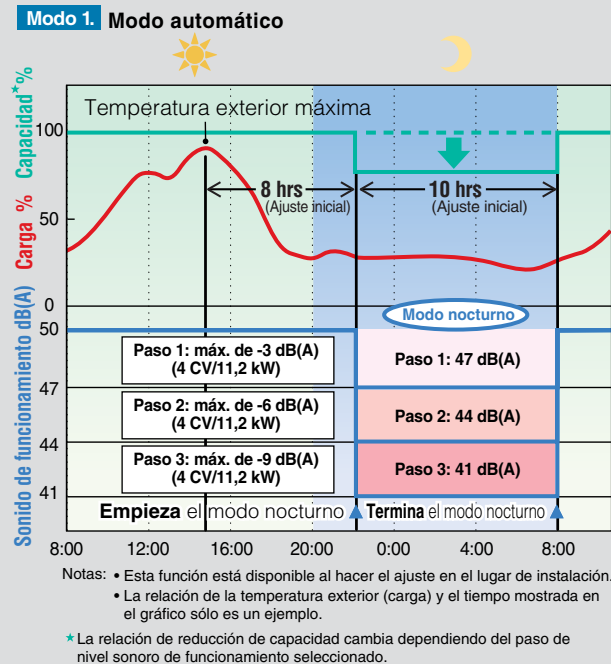 Modo 1. Modo automático
Temperatura exterior máxima
Capacidad★%
Carga %
100
50
0
8 hrs
(Ajuste inicial)
10 hrs
(Ajuste inicial)
Modo nocturno
Sonido de funcionamiento dB(A)
50
47
44
41
Paso 1: máx. de -3 dB(A)
(4 CV/11,2 kW)
Paso 1: 47 dB(A)
Paso 2: máx. de -6 dB(A)
(4 CV/11,2 kW)
Paso 2: 44 dB(A)
Paso 3: máx. de -9 dB(A)
(4 CV/11,2 kW)
Paso 3: 41 dB(A)
Empieza el modo nocturno
Termina el modo nocturno
8:00 12:00 16:00 20:00 0:00 4:00 8:00
Notas: • Esta función está disponible al hacer el ajuste en el lugar de instalación.
• La relación de la temperatura exterior (carga) y el tiempo mostrada en
el gráfico sólo es un ejemplo.
★La relación de reducción de capacidad cambia dependiendo del paso de
nivel sonoro de funcionamiento seleccionado.